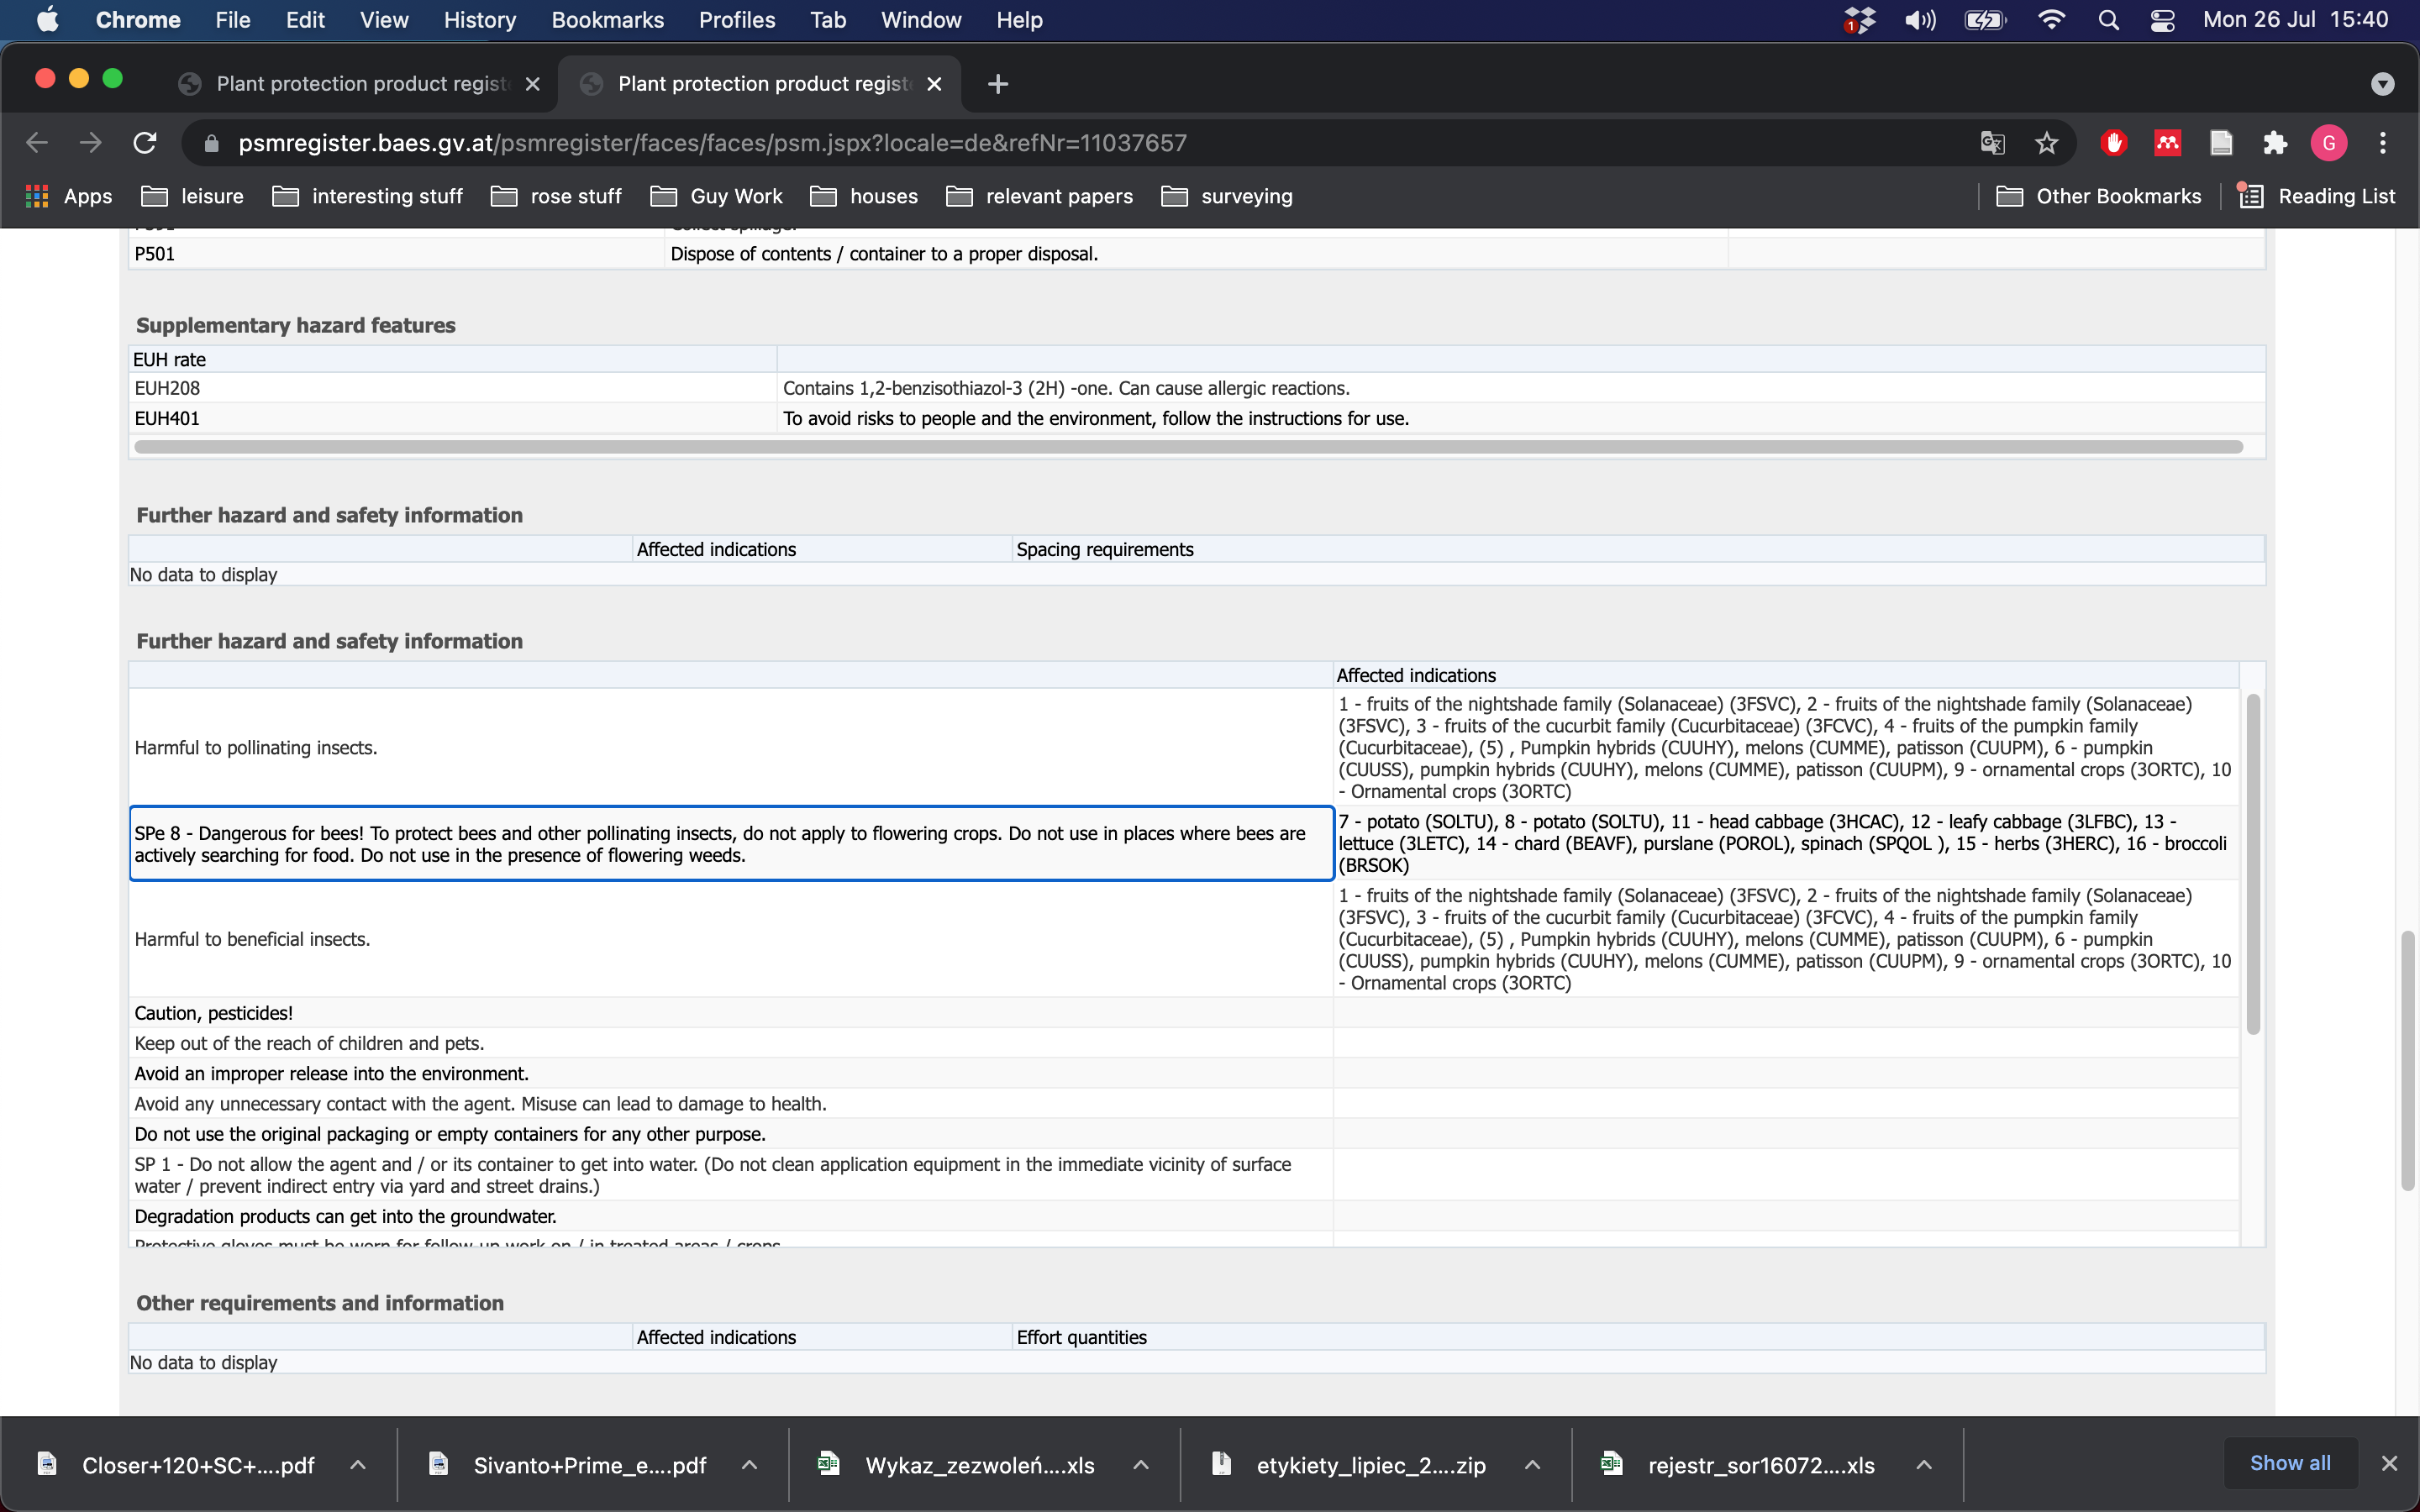 Chrome File Edit View History Bookmarks Profiles Tab Window Help 1 Mon 26 Jul 15:40
Plant protection product regist
Plant protection product regist
psmregister.baes.gv.at/psmregister/faces/faces/psm.jspx?locale=de&refNr=11037657 G
Apps leisure interesting stuff rose stuff Guy Work houses relevant papers surveying Other Bookmarks Reading List
P501 Dispose of contents / container to a proper disposal.
Supplementary hazard features
EUH rate
EUH208 Contains 1,2-benzisothiazol-3 (2H) -one. Can cause allergic reactions.
EUH401 To avoid risks to people and the environment, follow the instructions for use.
Further hazard and safety information
Affected indications Spacing requirements
No data to display
Further hazard and safety information
Affected indications
Harmful to pollinating insects.
1 - fruits of the nightshade family (Solanaceae) (3FSVC), 2 - fruits of the nightshade family (Solanaceae)
(3FSVC), 3 - fruits of the cucurbit family (Cucurbitaceae) (3FCVC), 4 - fruits of the pumpkin family
(Cucurbitaceae), (5) , Pumpkin hybrids (CUUHY), melons (CUMME), patisson (CUUPM), 6 - pumpkin
(CUUSS), pumpkin hybrids (CUUHY), melons (CUMME), patisson (CUUPM), 9 - ornamental crops (3ORTC), 10
- Ornamental crops (3ORTC)
SPe 8 - Dangerous for bees! To protect bees and other pollinating insects, do not apply to flowering crops. Do not use in places where bees are
actively searching for food. Do not use in the presence of flowering weeds.
7 - potato (SOLTU), 8 - potato (SOLTU), 11 - head cabbage (3HCAC), 12 - leafy cabbage (3LFBC), 13 -
lettuce (3LETC), 14 - chard (BEAVF), purslane (POROL), spinach (SPQOL ), 15 - herbs (3HERC), 16 - broccoli
(BRSOK)
Harmful to beneficial insects.
1 - fruits of the nightshade family (Solanaceae) (3FSVC), 2 - fruits of the nightshade family (Solanaceae)
(3FSVC), 3 - fruits of the cucurbit family (Cucurbitaceae) (3FCVC), 4 - fruits of the pumpkin family
(Cucurbitaceae), (5) , Pumpkin hybrids (CUUHY), melons (CUMME), patisson (CUUPM), 6 - pumpkin
(CUUSS), pumpkin hybrids (CUUHY), melons (CUMME), patisson (CUUPM), 9 - ornamental crops (3ORTC), 10
- Ornamental crops (3ORTC)
Caution, pesticides!
Keep out of the reach of children and pets.
Avoid an improper release into the environment.
Avoid any unnecessary contact with the agent. Misuse can lead to damage to health.
Do not use the original packaging or empty containers for any other purpose.
SP 1 - Do not allow the agent and / or its container to get into water. (Do not clean application equipment in the immediate vicinity of surface
water / prevent indirect entry via yard and street drains.)
Degradation products can get into the groundwater.
Protective gloves must be worn for follow-up work on / in treated areas / crops.
Other requirements and information
Affected indications Effort quantities
No data to display
Closer+120+SC+....pdf Sivanto+Prime_e....pdf Wykaz_zezwoleń....xls etykiety_lipiec_2....zip rejestr_sor16072....xls Show all